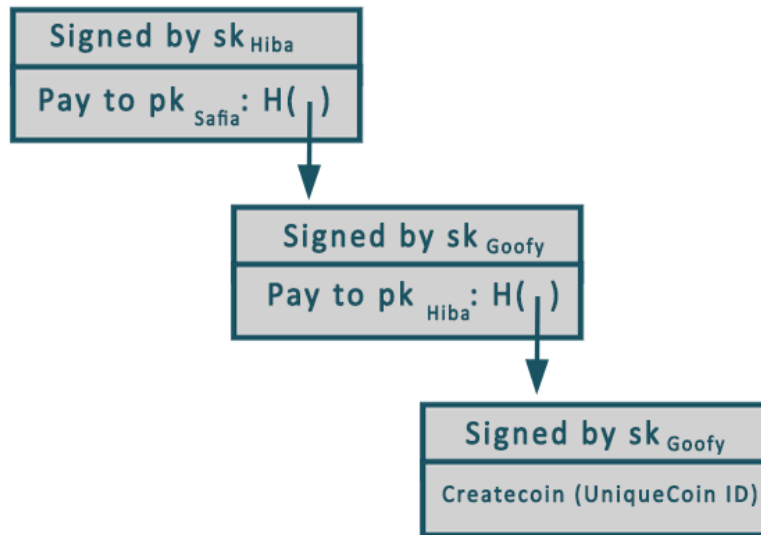 Signed by sk Hiba
Pay to pk Safia: H( )
Signed by sk Goofy
Pay to pk Hiba: H( )
Signed by sk Goofy
Createcoin (UniqueCoin ID)